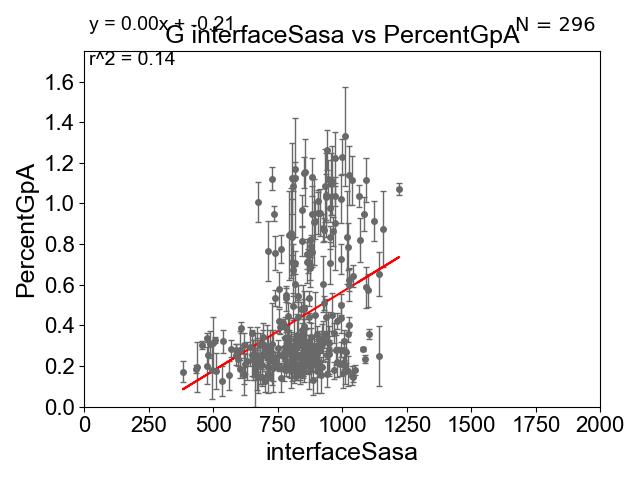 y = 0.00x + -0.21
N = 296
G interfaceSasa vs PercentGpA
r^2 = 0.14
PercentGpA
1.6
1.4
1.2
1.0
0.8
0.6
0.4
0.2
0.0
0 250 500 750 1000 1250 1500 1750 2000
interfaceSasa